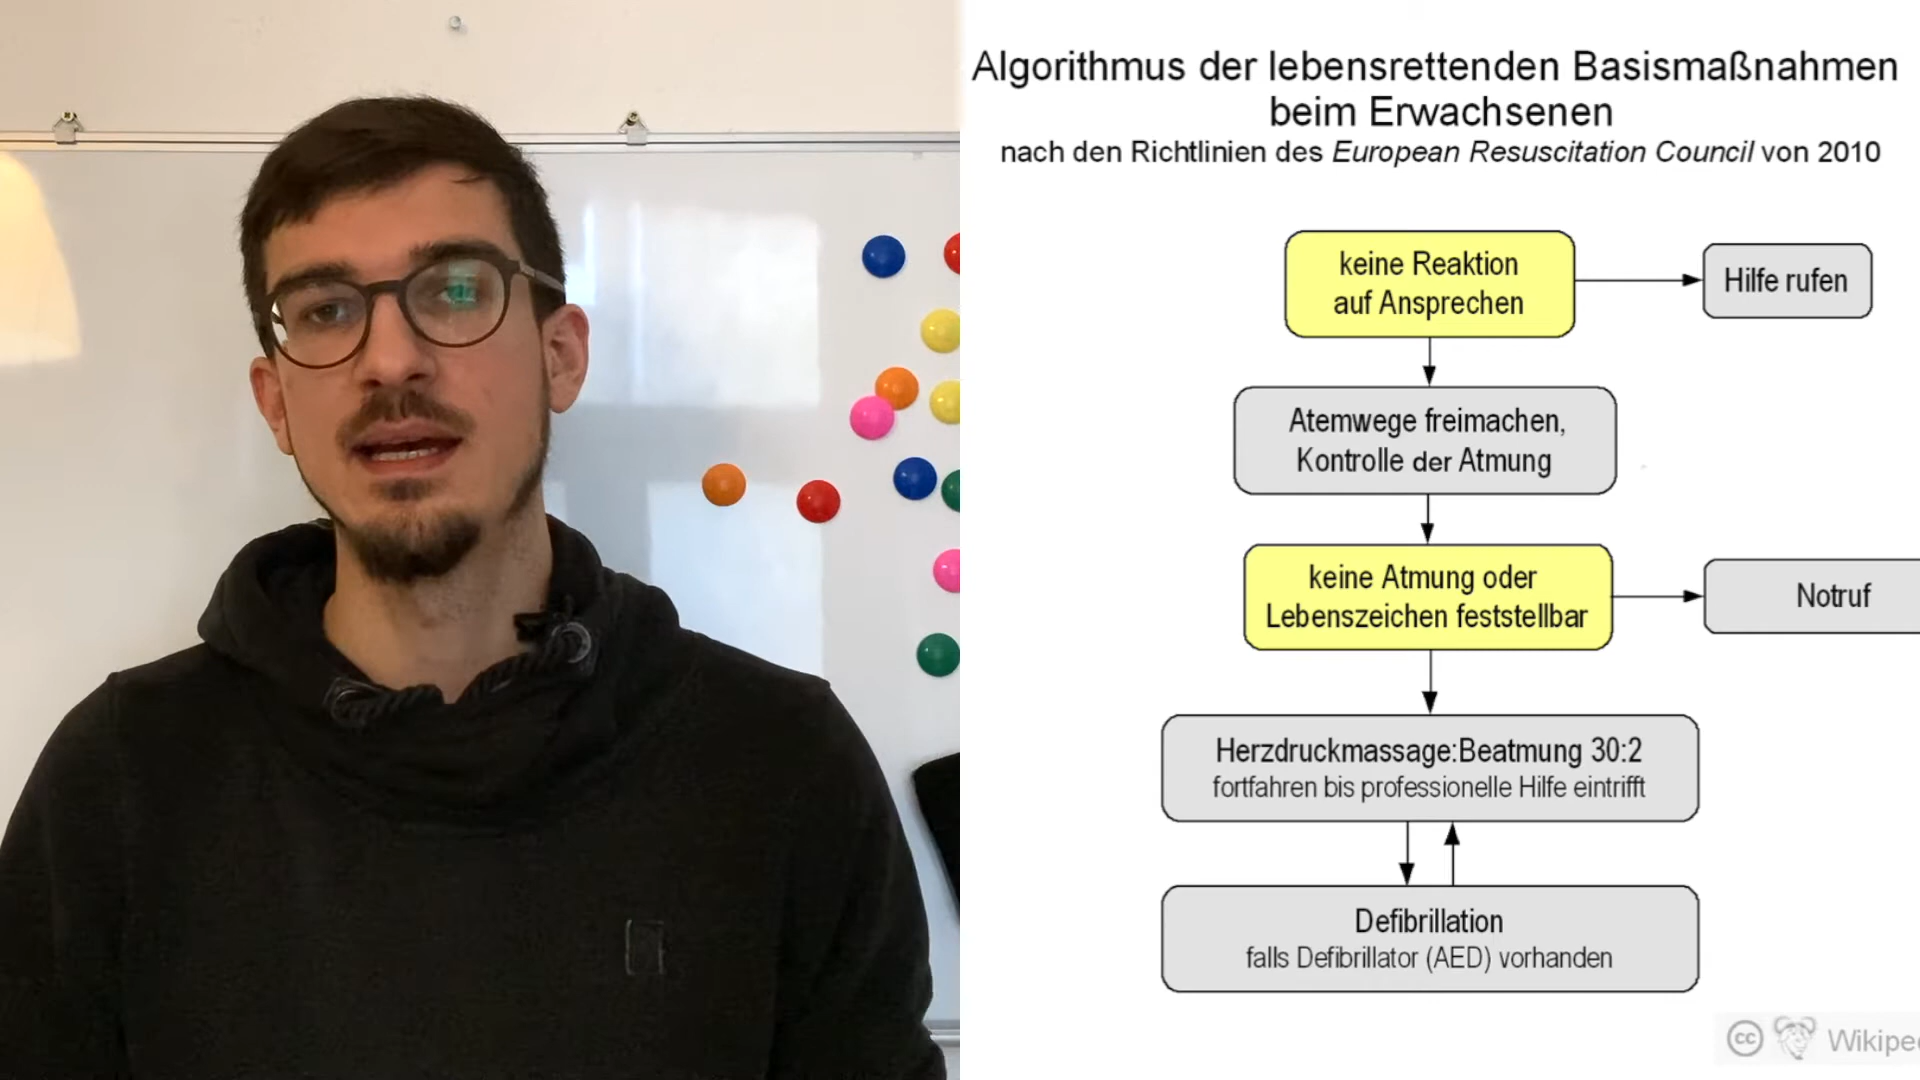 Algorithmus der lebensrettenden Basismaßnahmen
beim Erwachsenen
nach den Richtlinien des European Resuscitation Council von 2010
keine Reaktion
auf Ansprechen
Hilfe rufen
Atemwege freimachen,
Kontrolle der Atmung
keine Atmung oder
Lebenszeichen feststellbar
Notruf
Herzdruckmassage:Beatmung 30:2
fortfahren bis professionelle Hilfe eintrifft
Defibrillation
falls Defibrillator (AED) vorhanden
cc